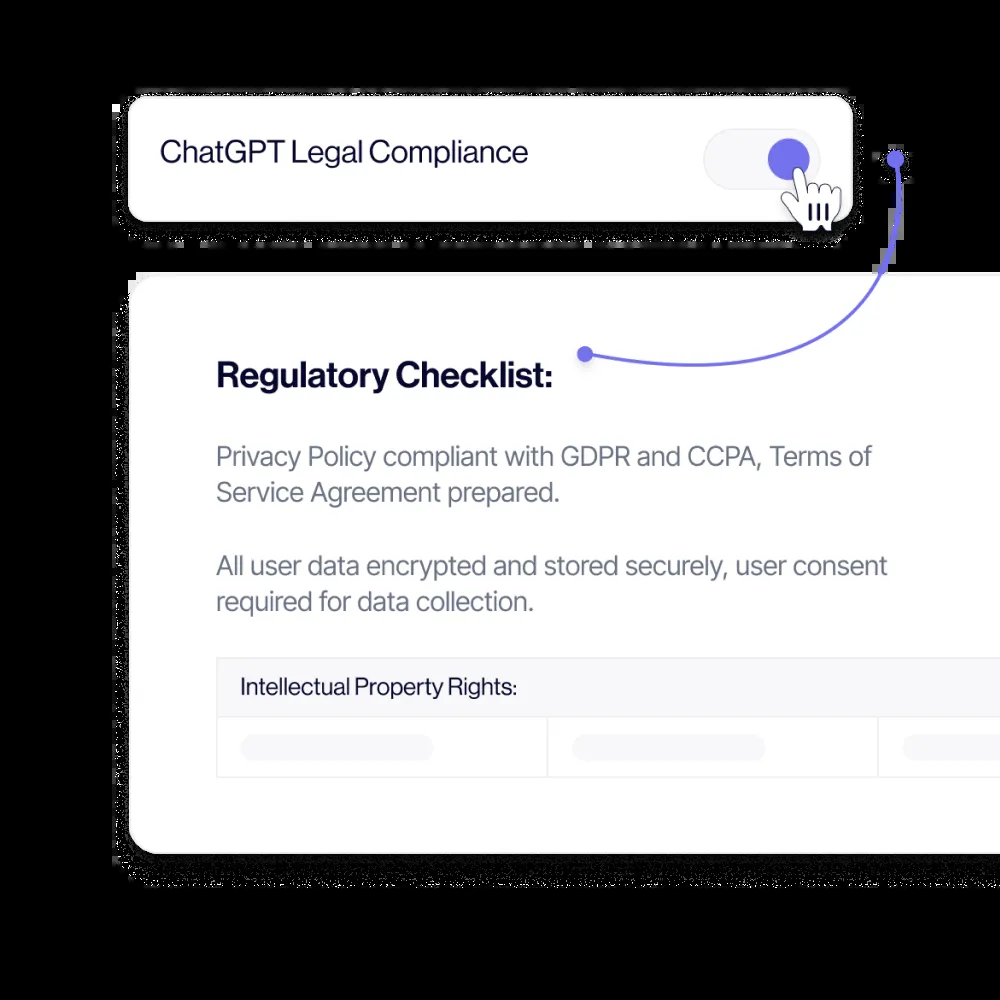 ChatGPT Legal Compliance
Regulatory Checklist:
Privacy Policy compliant with GDPR and CCPA, Terms of
Service Agreement prepared.
All user data encrypted and stored securely, user consent
required for data collection.
Intellectual Property Rights: